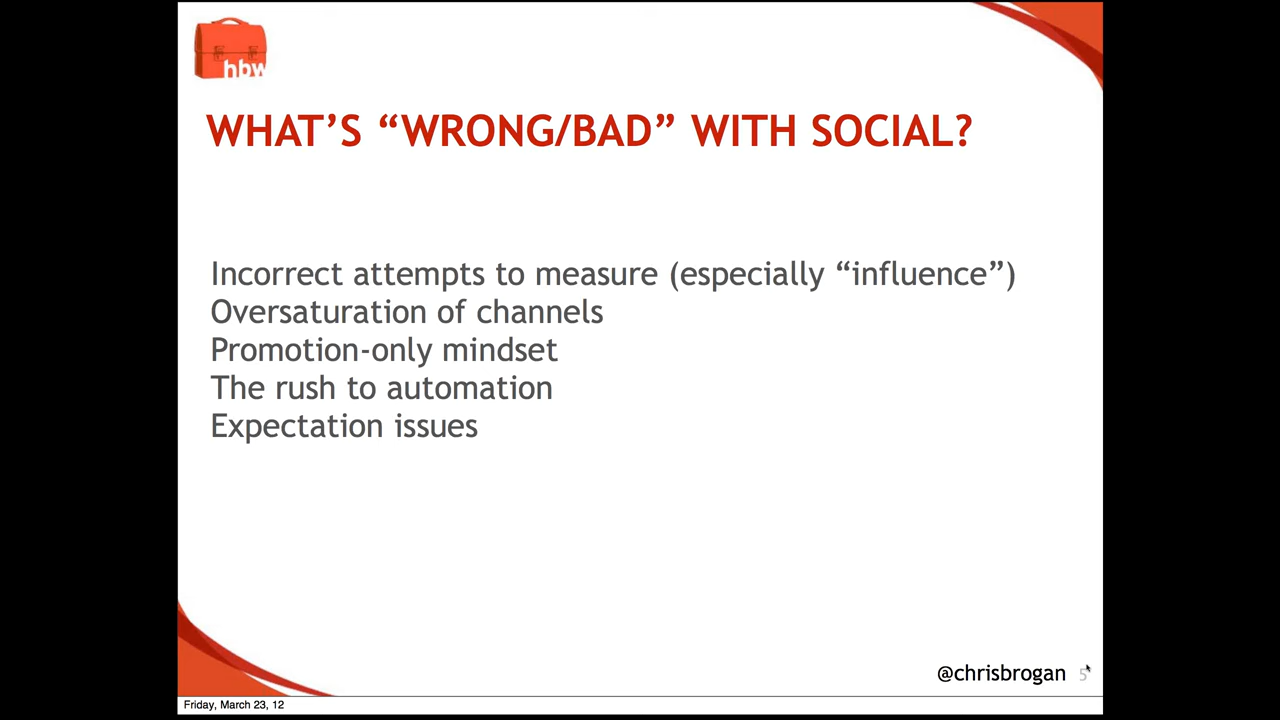 hbw
WHAT’S “WRONG/BAD” WITH SOCIAL?
Incorrect attempts to measure (especially “influence”)
Oversaturation of channels
Promotion-only mindset
The rush to automation
Expectation issues
@chrisbrogan 5
Friday, March 23, 12